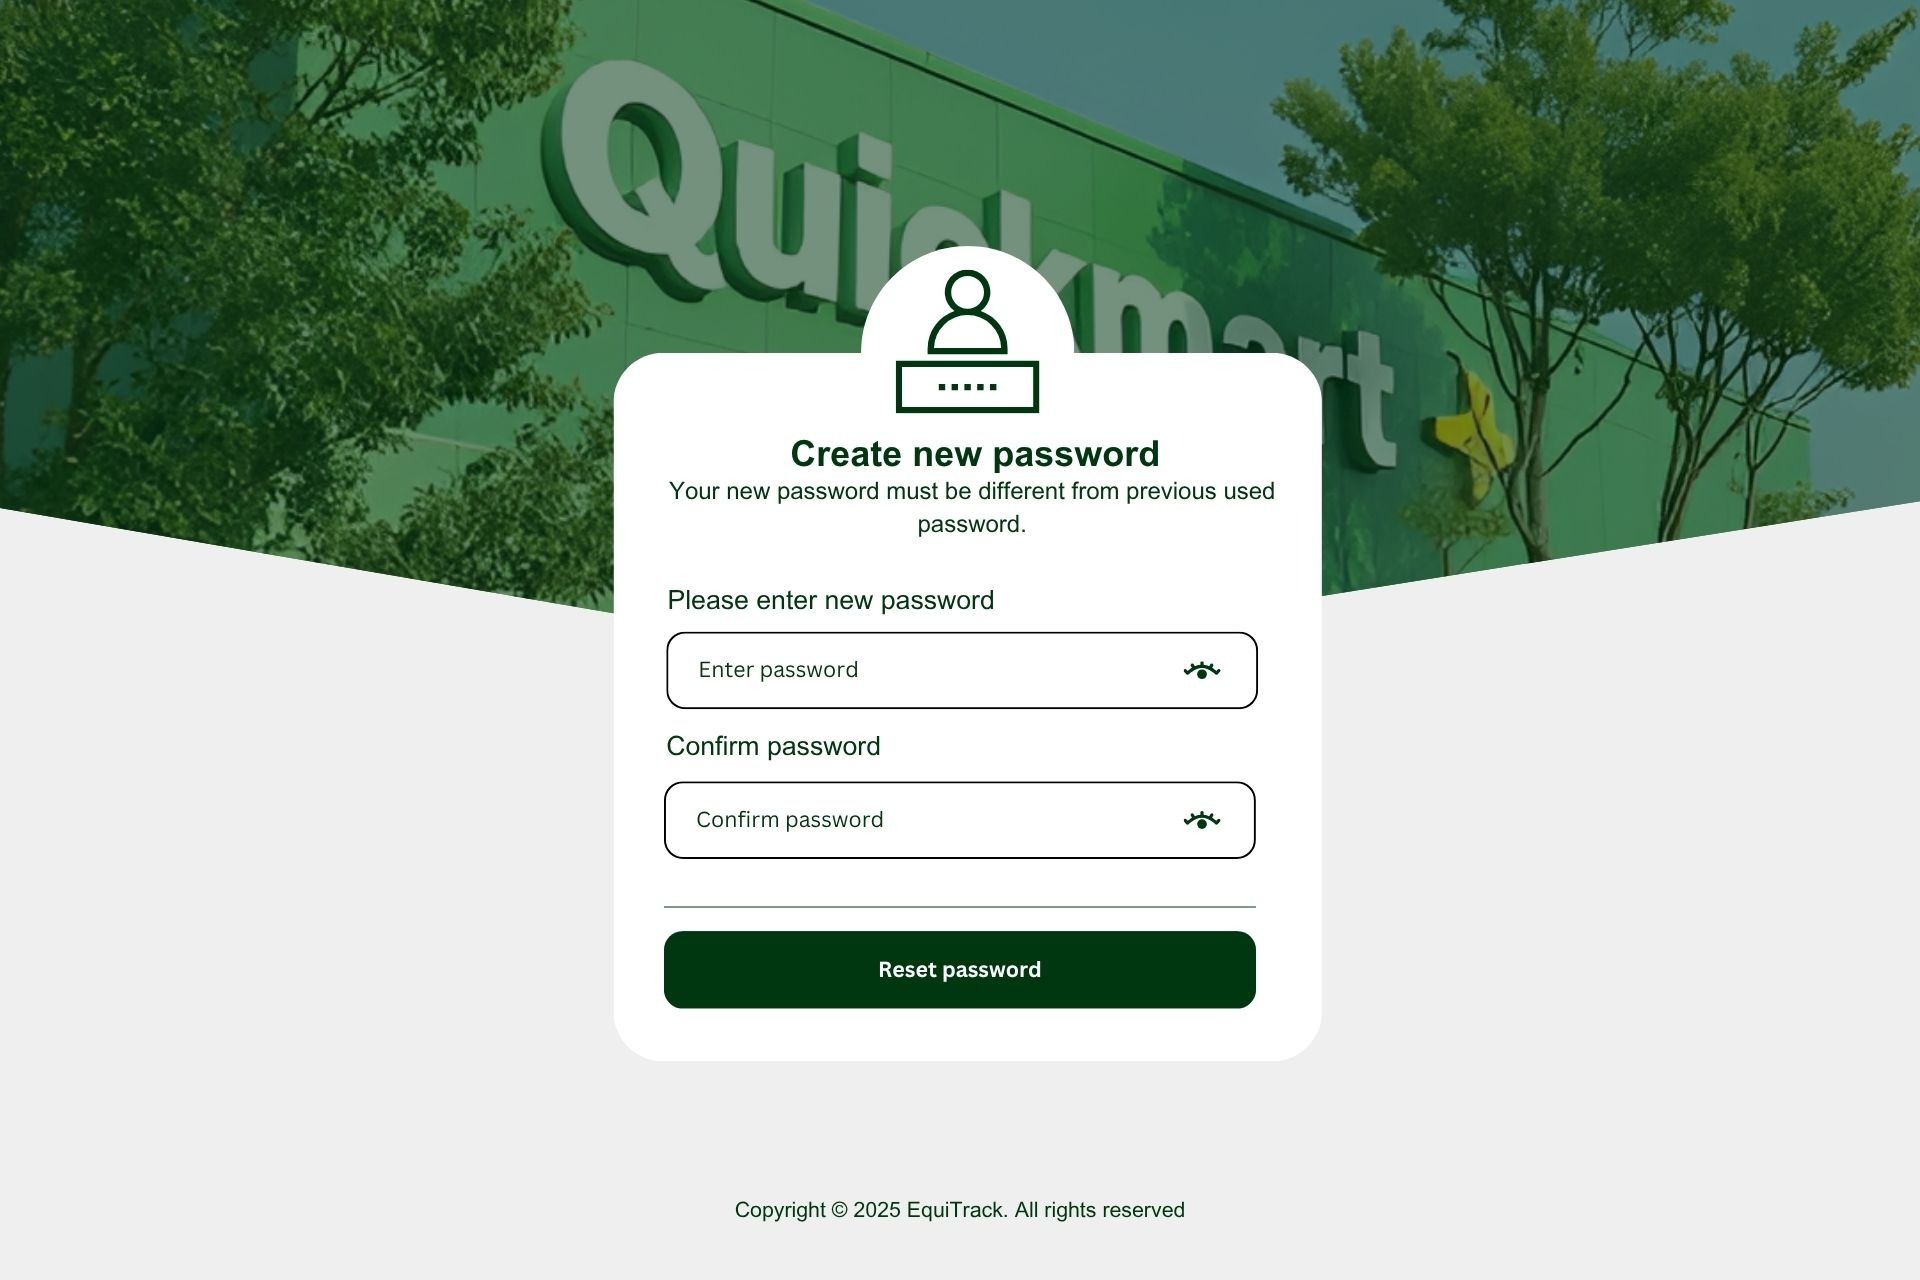 Quickmart
Create new password
Your new password must be different from previous used
password.
Please enter new password
Enter password
Confirm password
Confirm password
Reset password
Copyright © 2025 EquiTrack. All rights reserved